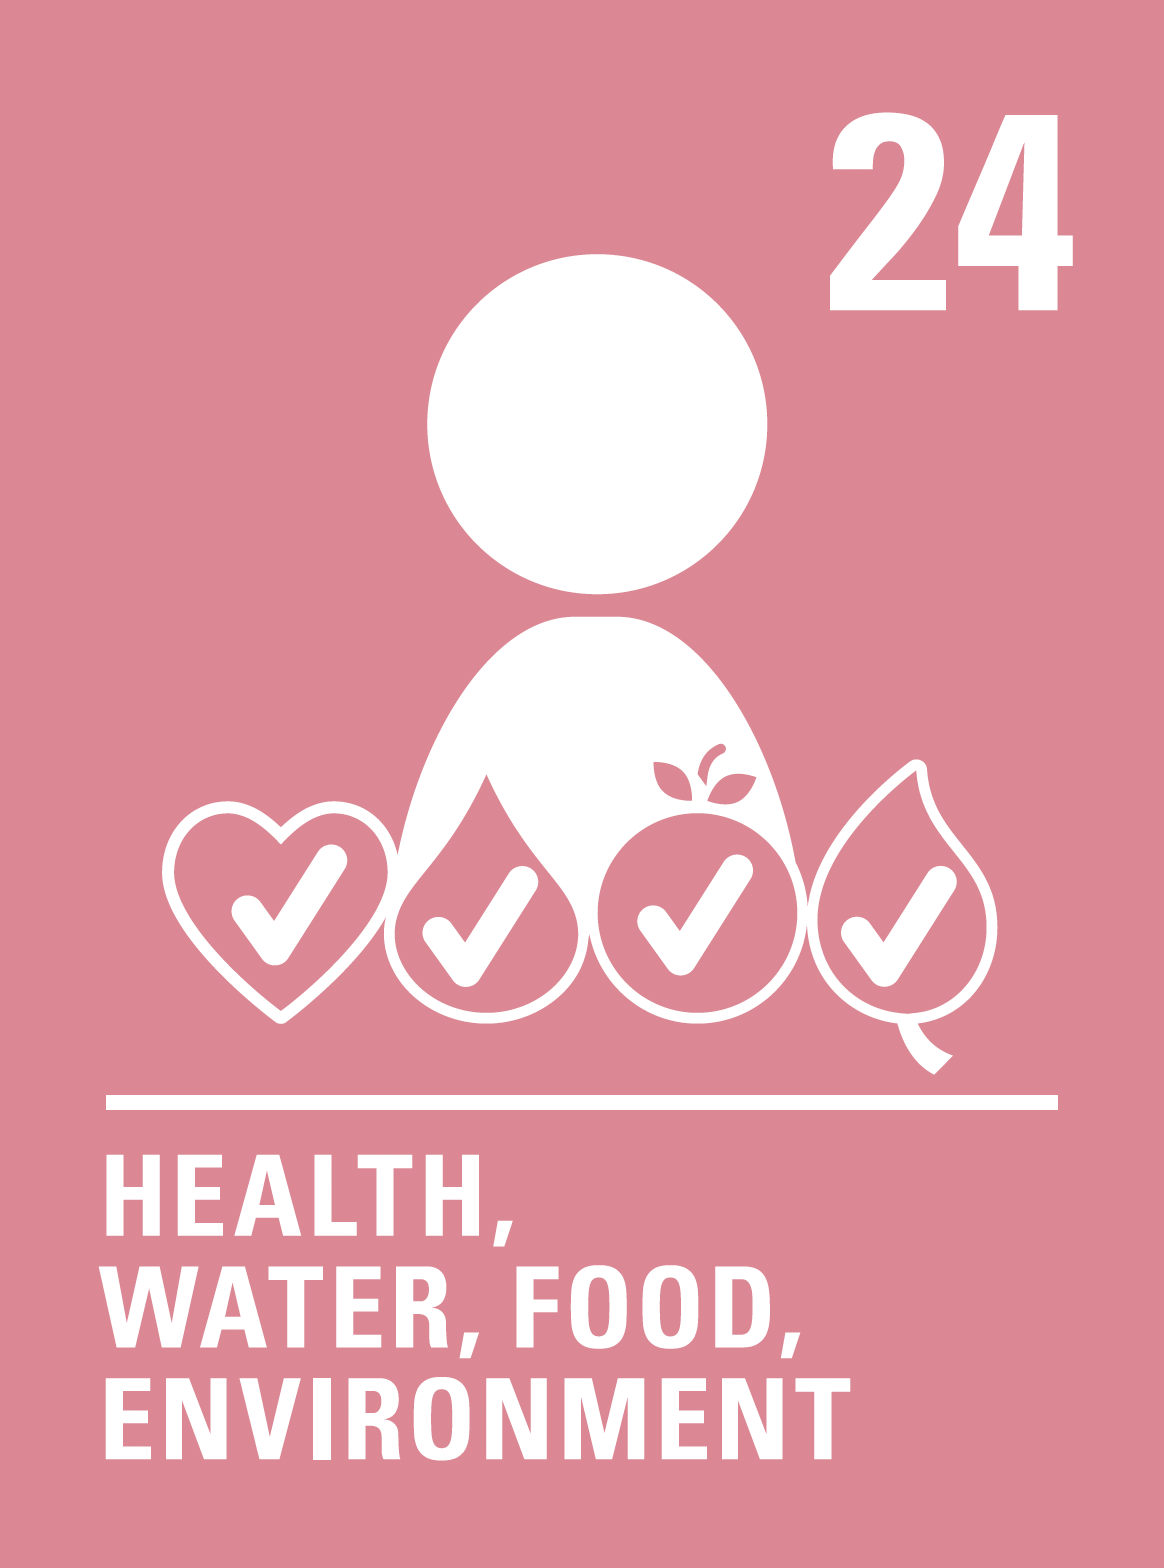 24
HEALTH,
WATER, FOOD,
ENVIRONMENT